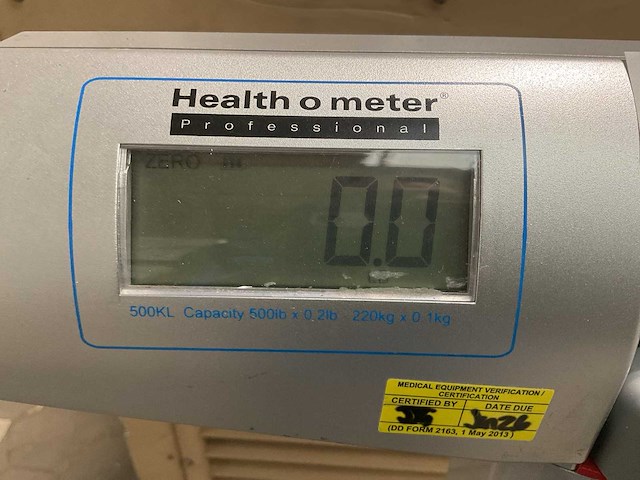 Health o meter®
Professional
ZERO
0.0
500KL Capacity 500lb x 0.2lb 220kg x 0.1kg
MEDICAL EQUIPMENT VERIFICATION /
CERTIFICATION
CERTIFIED BY DATE DUE
Jan26
(DD FORM 2163, 1 May 2013)